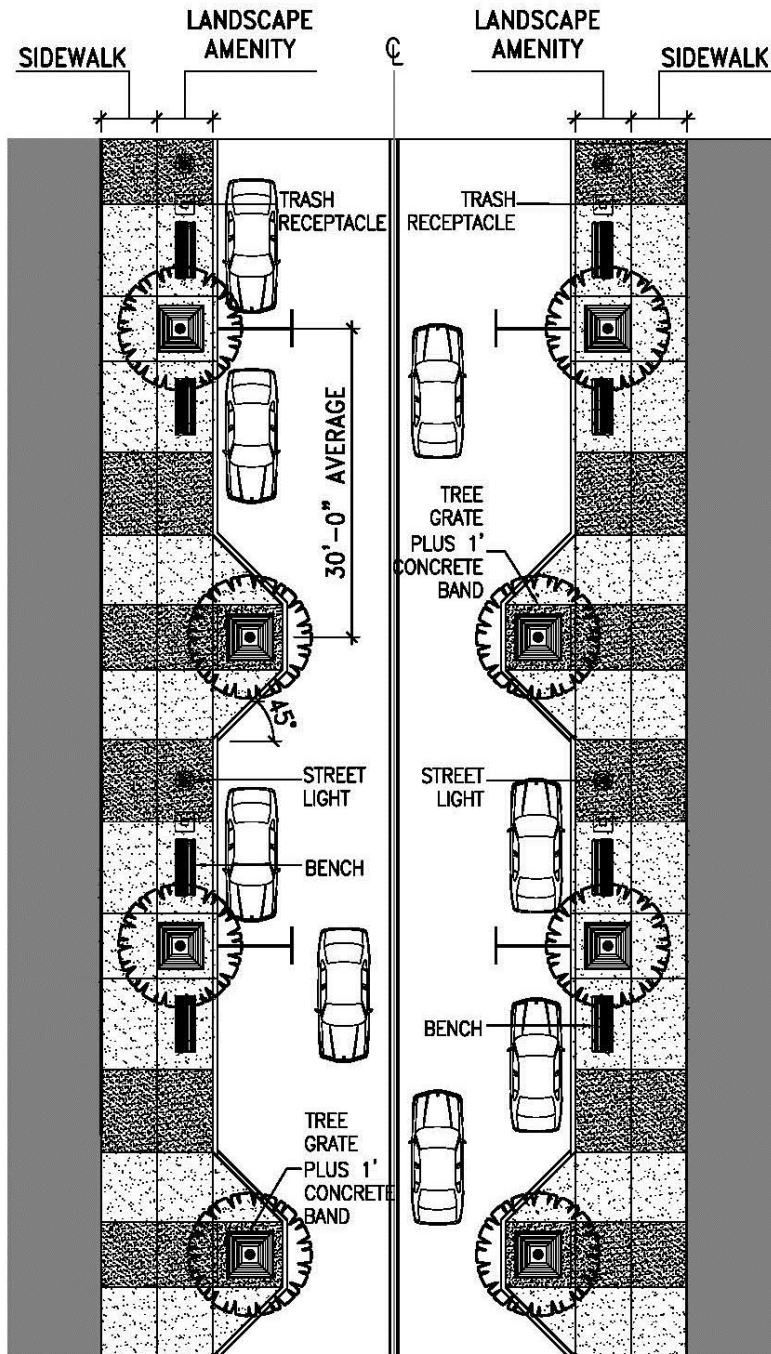 LANDSCAPE
AMENITY
SIDEWALK
℄
LANDSCAPE
AMENITY
SIDEWALK
TRASH
RECEPTACLE
TRASH
RECEPTACLE
30'-0" AVERAGE
TREE
GRATE
PLUS 1'
CONCRETE
BAND
45°
STREET
LIGHT
STREET
LIGHT
BENCH
BENCH
TREE
GRATE
PLUS 1'
CONCRETE
BAND